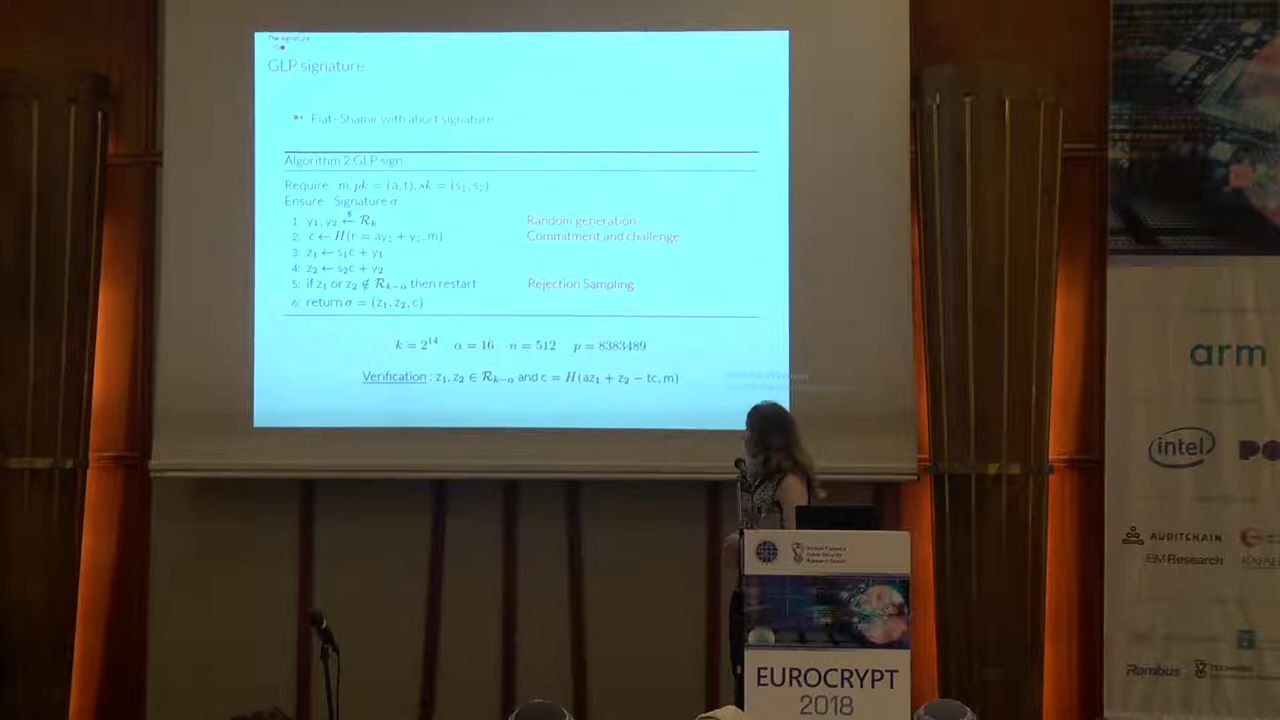 The signature
GLP signature
Fiat–Shamir with abort signature
Algorithm 2 GLP sign
Require: m, pk = (a, t), sk = (s₁, s₂)
Ensure: Signature σ
1: y₁, y₂ ←$ ℛₖ Random generation
2: c ← H(r = ay₁ + y₂, m) Commitment and challenge
3: z₁ ← s₁c + y₁
4: z₂ ← s₂c + y₂
5: if z₁ or z₂ ∉ ℛₖ₋α then restart Rejection Sampling
6: return σ = (z₁, z₂, c)
k = 2¹⁴ α = 16 n = 512 p = 8383489
Verification : z₁, z₂ ∈ ℛₖ₋α and c = H(az₁ + z₂ − tc, m)
arm
intel
AUDITCHAIN
IBM Research
Rambus
EUROCRYPT
2018